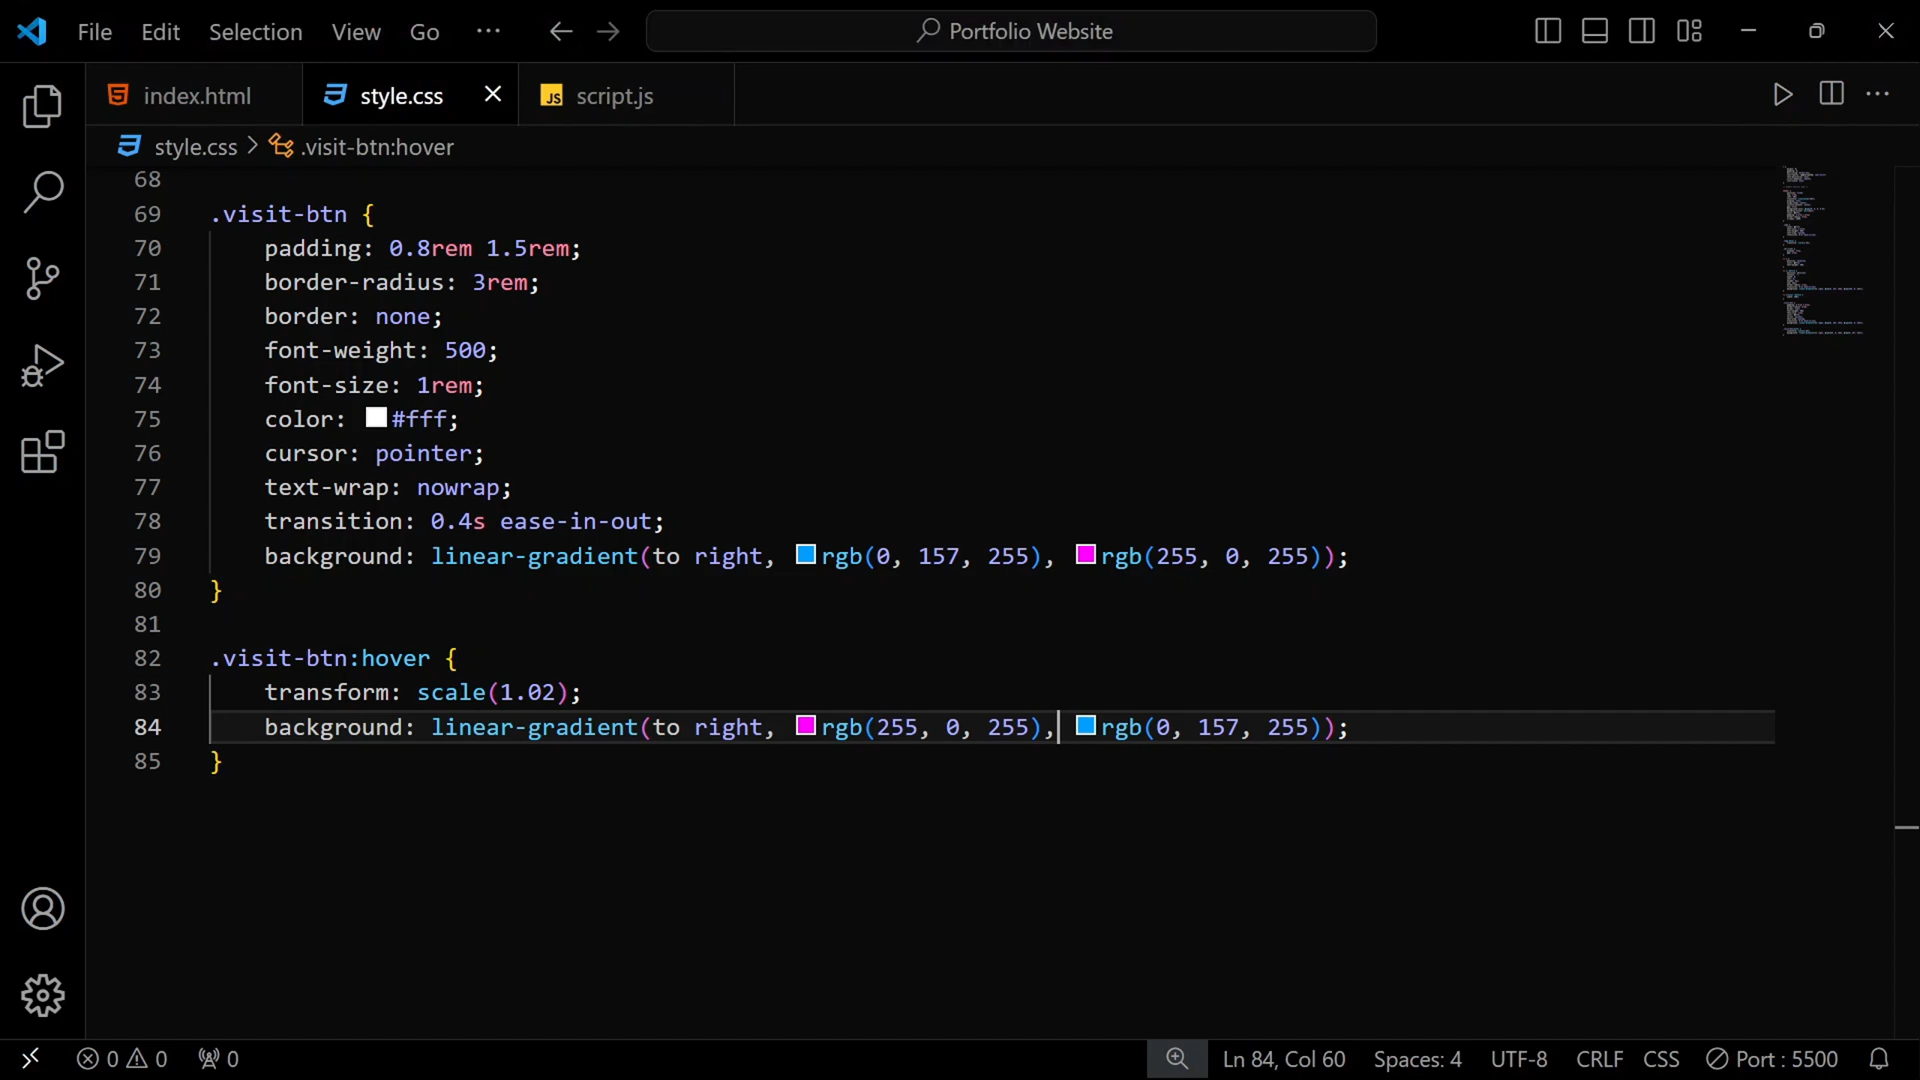 File Edit Selection View Go ··· Portfolio Website
index.html style.css script.js
style.css > .visit-btn:hover
68
69 .visit-btn {
70     padding: 0.8rem 1.5rem;
71     border-radius: 3rem;
72     border: none;
73     font-weight: 500;
74     font-size: 1rem;
75     color: #fff;
76     cursor: pointer;
77     text-wrap: nowrap;
78     transition: 0.4s ease-in-out;
79     background: linear-gradient(to right, rgb(0, 157, 255), rgb(255, 0, 255));
80 }
81
82 .visit-btn:hover {
83     transform: scale(1.02);
84     background: linear-gradient(to right, rgb(255, 0, 255), rgb(0, 157, 255));
85 }
0 0 0 Ln 84, Col 60 Spaces: 4 UTF-8 CRLF CSS Port : 5500